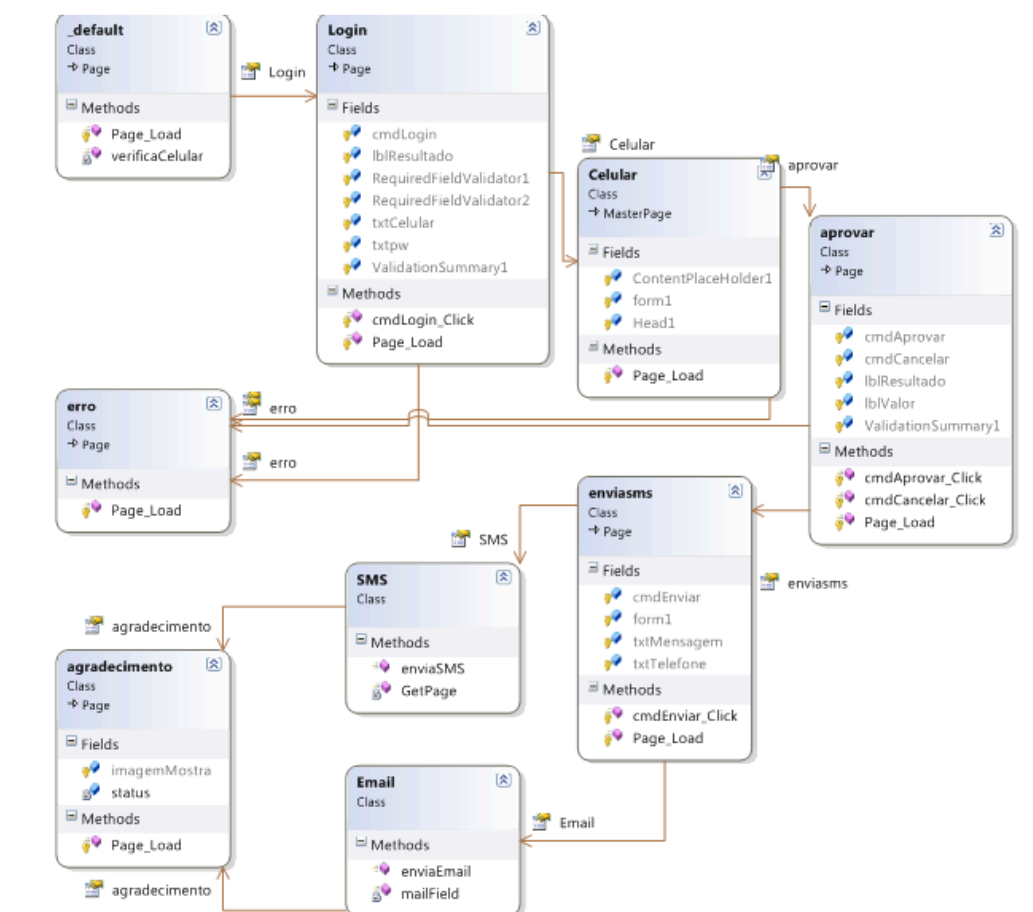 _default
Class
Page
Methods
Page_Load
verificaCelular
Login
Login
Class
Page
Fields
cmdLogin
lblResultado
RequiredFieldValidator1
RequiredFieldValidator2
txtCelular
txtpw
ValidationSummary1
Methods
cmdLogin_Click
Page_Load
Celular
Celular
Class
MasterPage
Fields
ContentPlaceHolder1
form1
Head1
Methods
Page_Load
aprovar
aprovar
Class
Page
Fields
cmdAprovar
cmdCancelar
lblResultado
lblValor
ValidationSummary1
Methods
cmdAprovar_Click
cmdCancelar_Click
Page_Load
erro
Class
Page
Methods
Page_Load
erro
erro
enviasms
Class
Page
Fields
cmdEnviar
form1
txtMensagem
txtTelefone
Methods
cmdEnviar_Click
Page_Load
enviasms
SMS
SMS
Class
Methods
enviaSMS
GetPage
agradecimento
agradecimento
Class
Page
Fields
imagemMostra
status
Methods
Page_Load
agradecimento
Email
Class
Methods
enviaEmail
mailField
Email